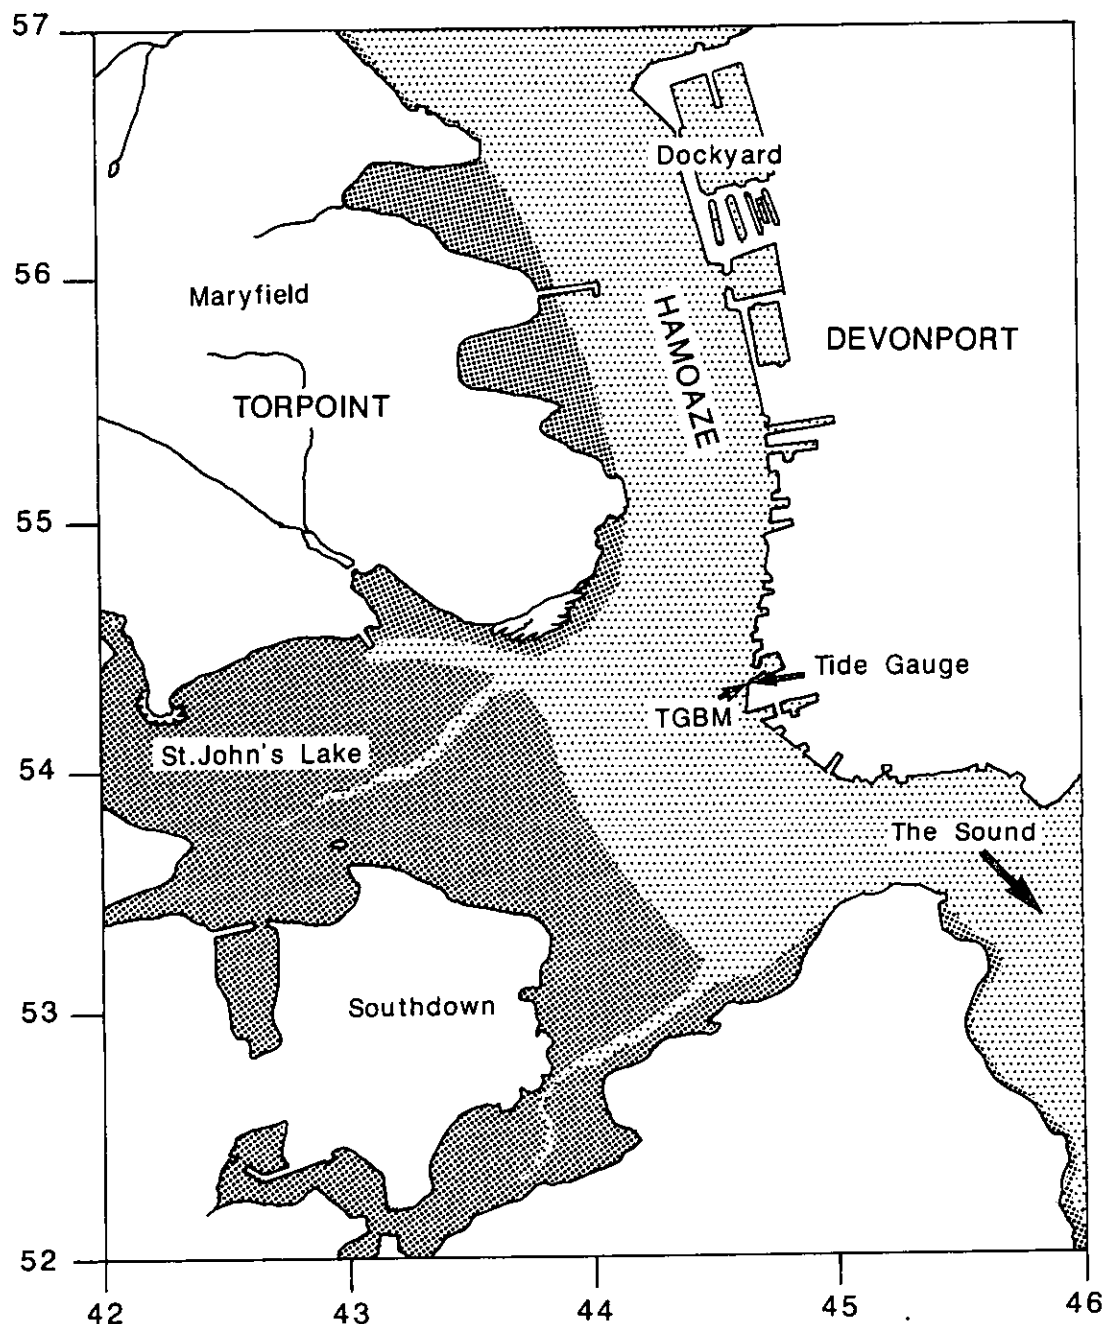 57
Dockyard
56
Maryfield
HAMOAZE
DEVONPORT
TORPOINT
55
Tide Gauge
TGBM
St.John's Lake
54
The Sound
53
Southdown
52
42
43
44
45
46